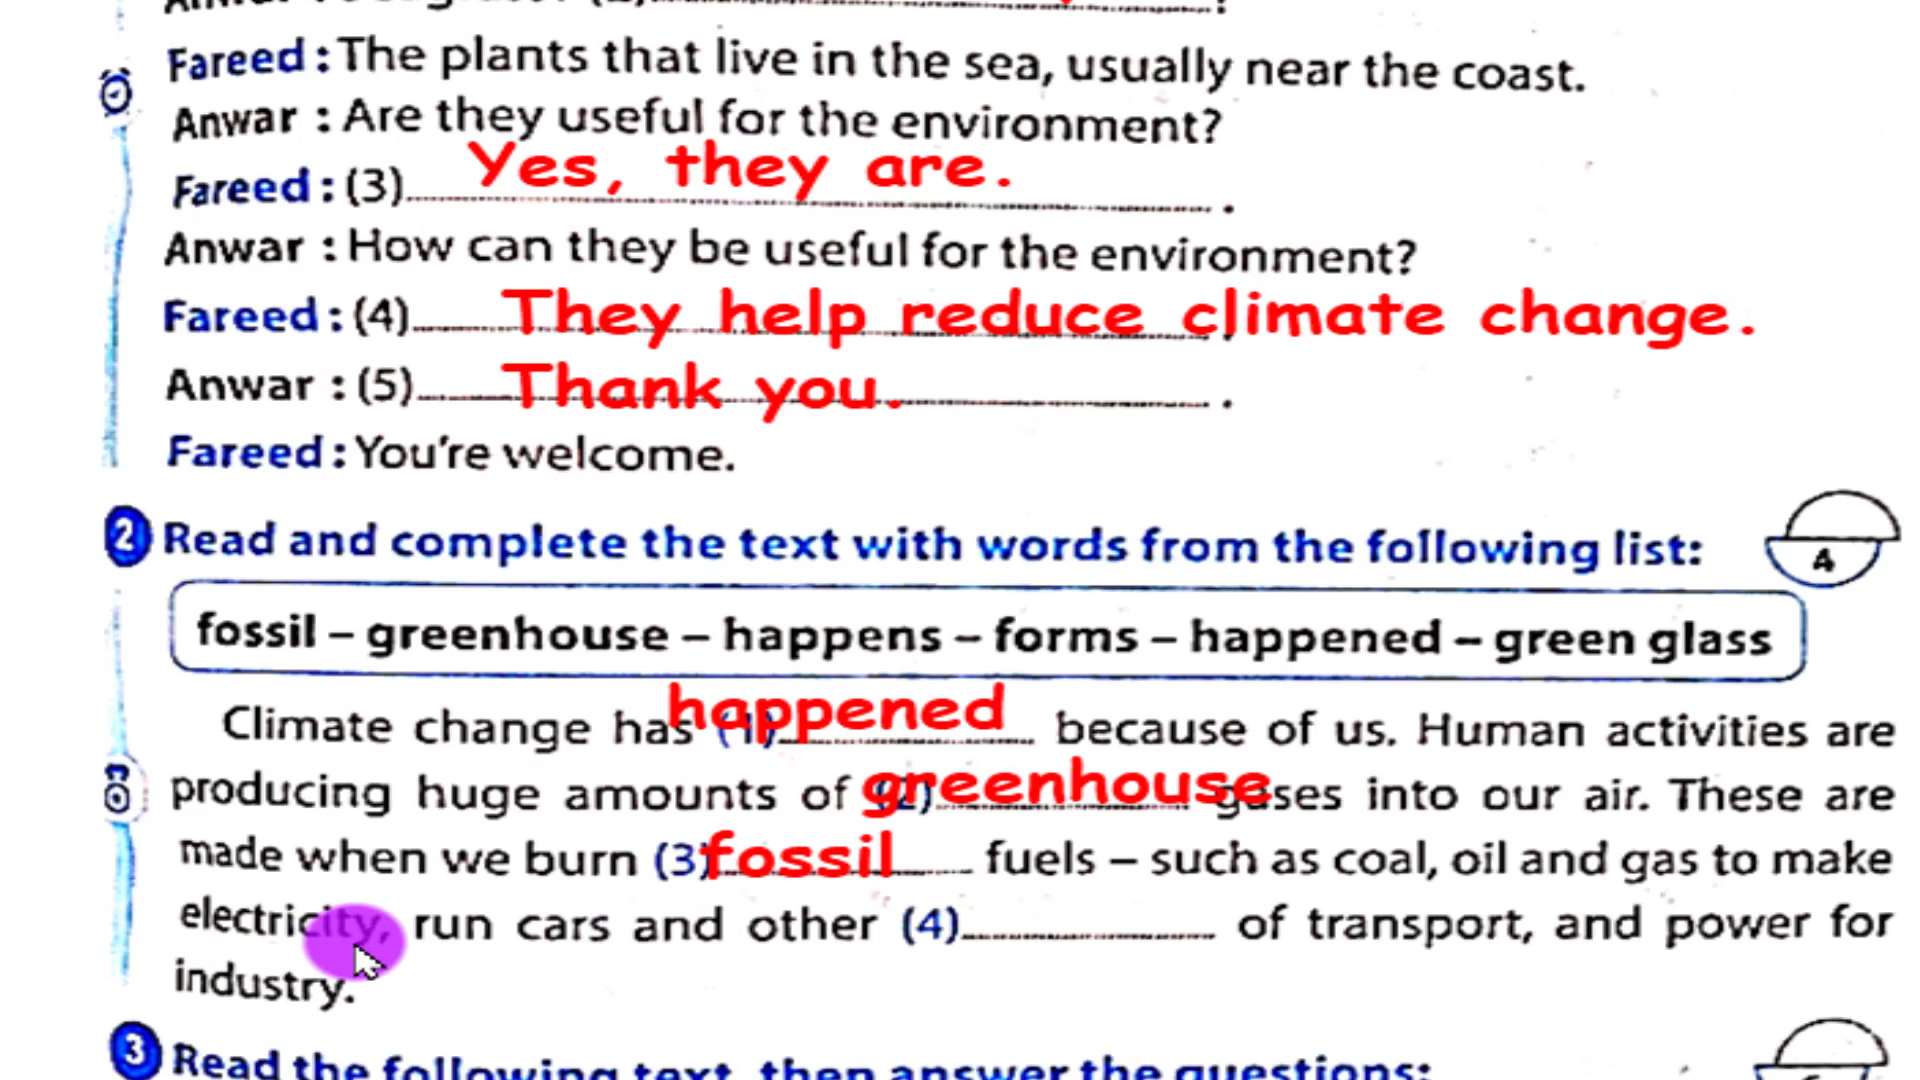 Fareed : The plants that live in the sea, usually near the coast.
Anwar : Are they useful for the environment?
Fareed : (3) Yes, they are. .
Anwar : How can they be useful for the environment?
Fareed : (4) They help reduce climate change.
Anwar : (5) Thank you. .
Fareed : You're welcome.
2 Read and complete the text with words from the following list:
4
fossil – greenhouse – happens – forms – happened – green glass
Climate change has (1) happened because of us. Human activities are
producing huge amounts of (2) greenhouse gases into our air. These are
made when we burn (3) fossil fuels – such as coal, oil and gas to make
electricity, run cars and other (4) of transport, and power for
industry.
3 Read the following text, then answer the questions: